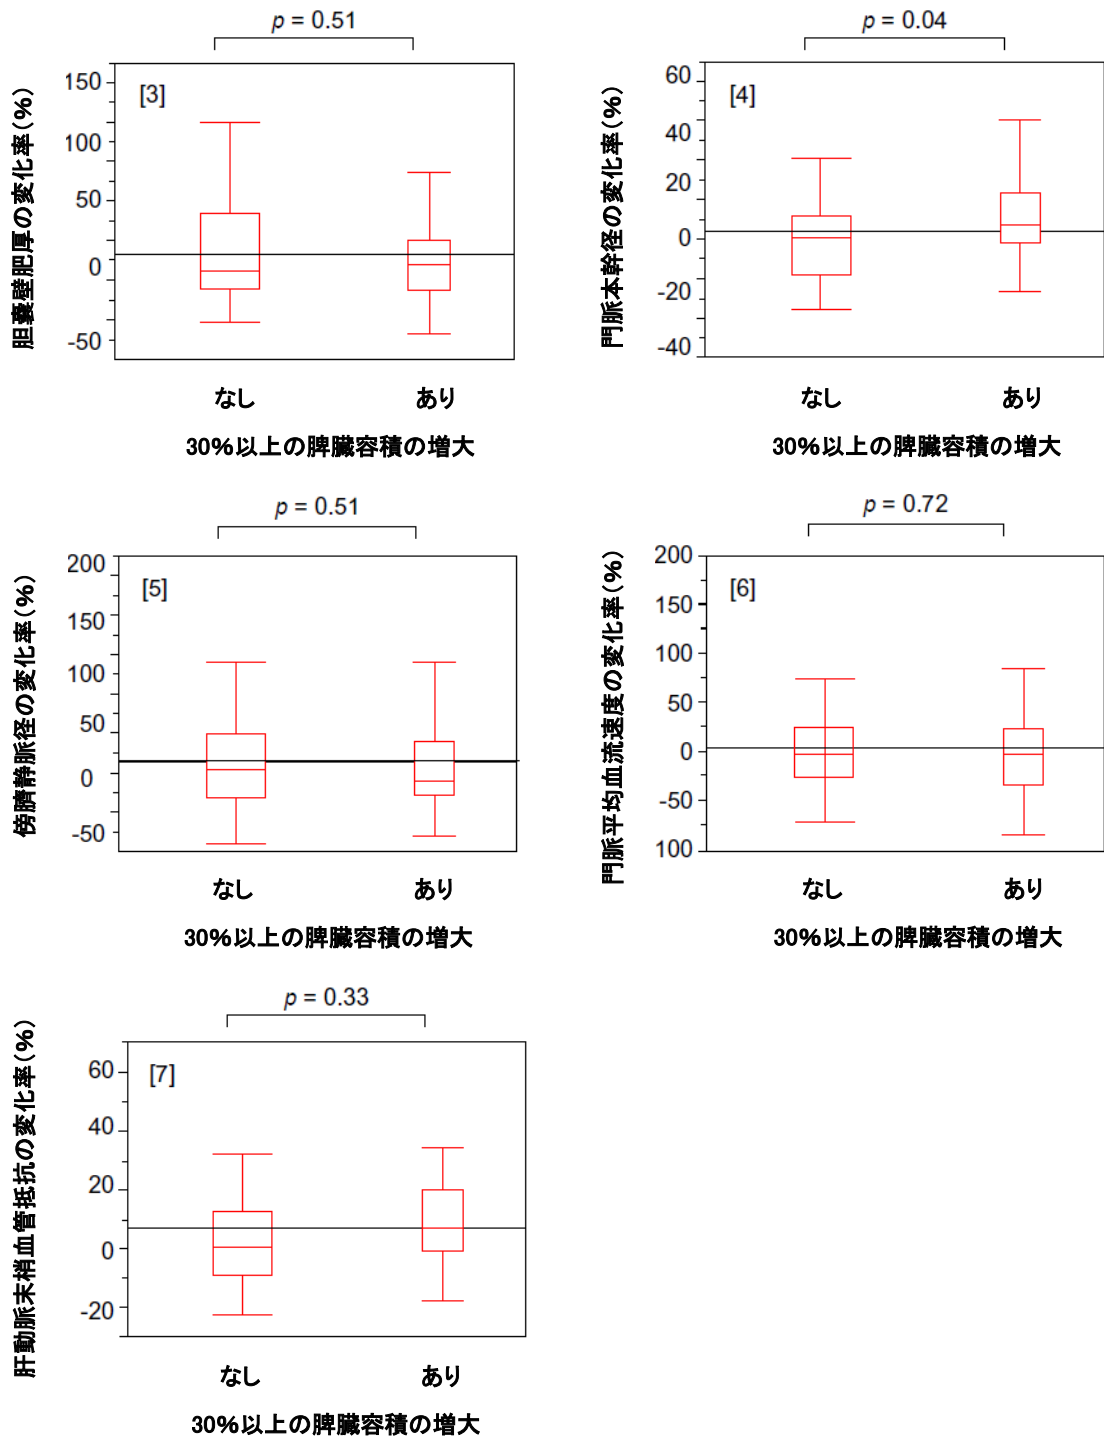 p = 0.51
胆嚢壁肥厚の変化率(%)
[3]
150
100
50
0
-50
なし
あり
30%以上の脾臓容積の増大
p = 0.04
門脈本幹径の変化率(%)
[4]
60
40
20
0
-20
-40
なし
あり
30%以上の脾臓容積の増大
p = 0.51
傍臍静脈径の変化率(%)
[5]
200
150
100
50
0
-50
なし
あり
30%以上の脾臓容積の増大
p = 0.72
門脈平均血流速度の変化率(%)
[6]
200
150
100
50
0
-50
100
なし
あり
30%以上の脾臓容積の増大
p = 0.33
肝動脈末梢血管抵抗の変化率(%)
[7]
60
40
20
0
-20
なし
あり
30%以上の脾臓容積の増大